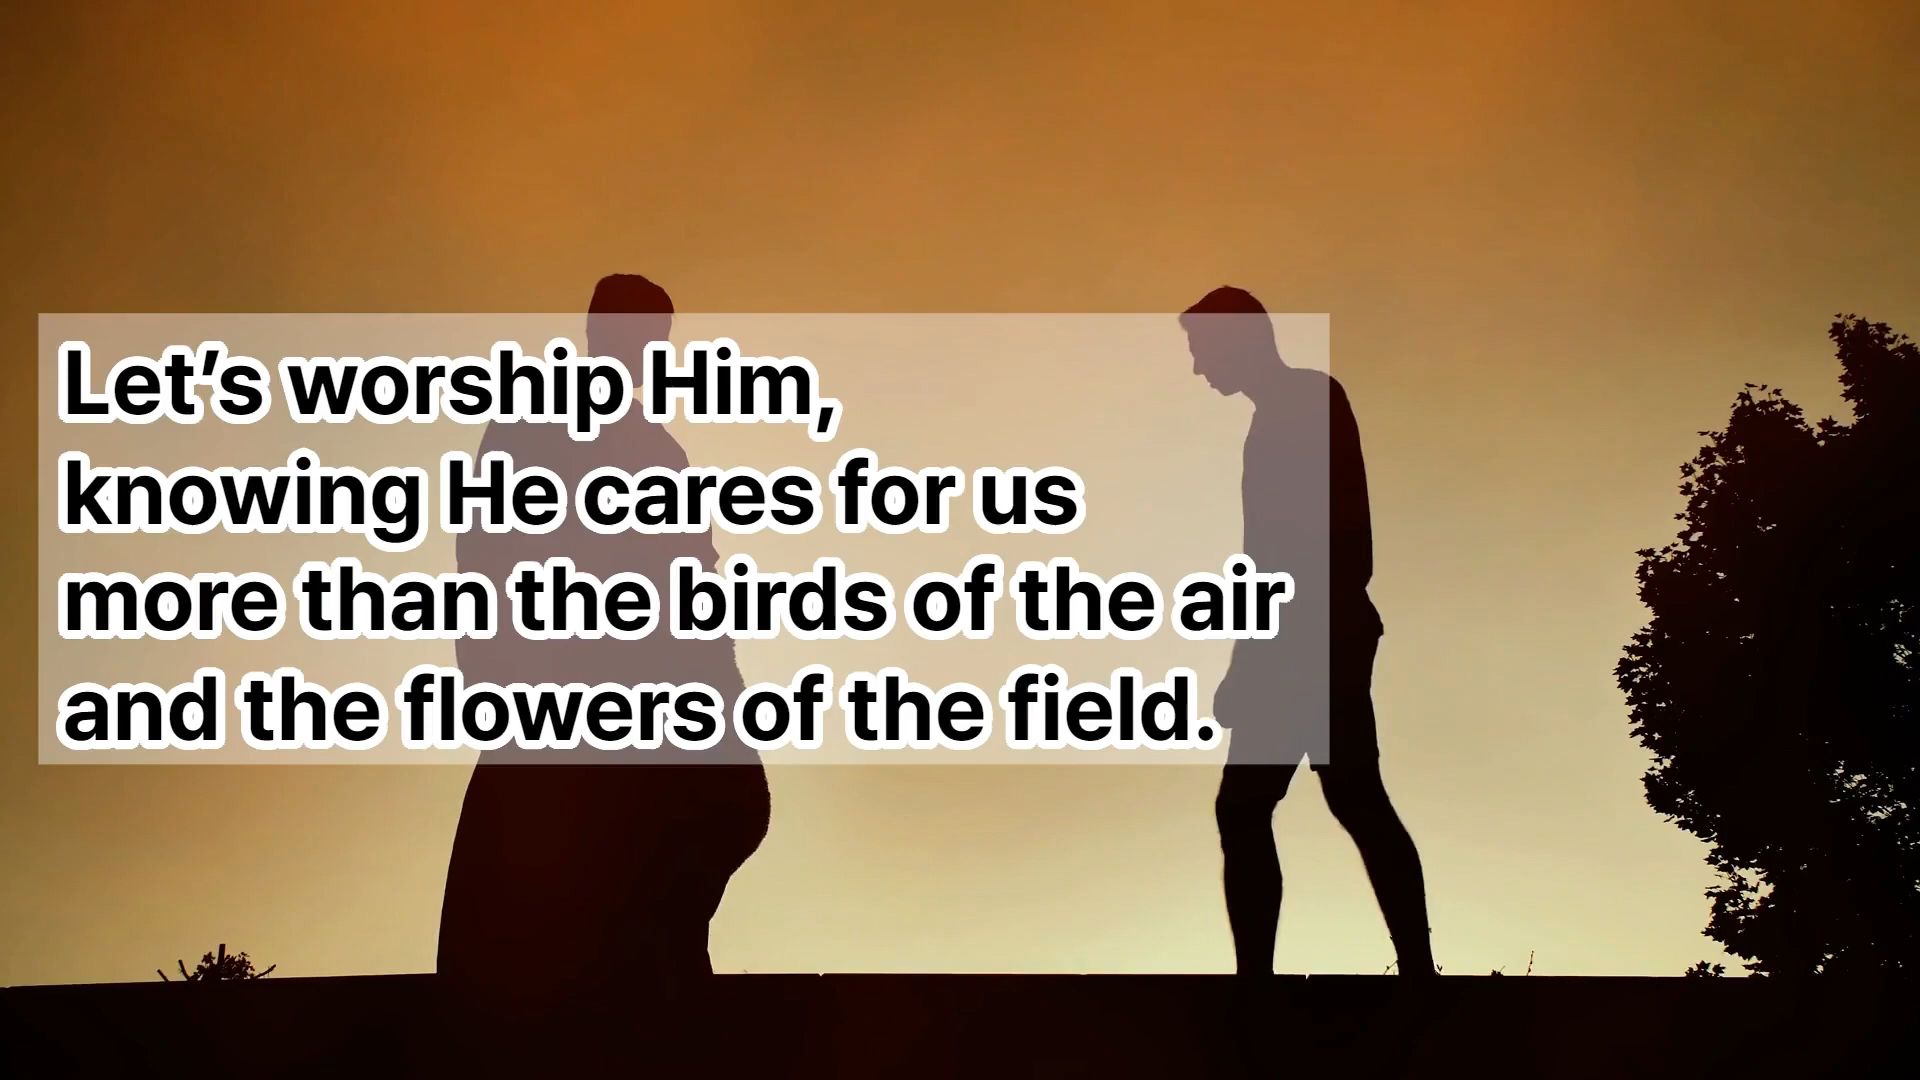 Let’s worship Him,
knowing He cares for us
more than the birds of the air
and the flowers of the field.